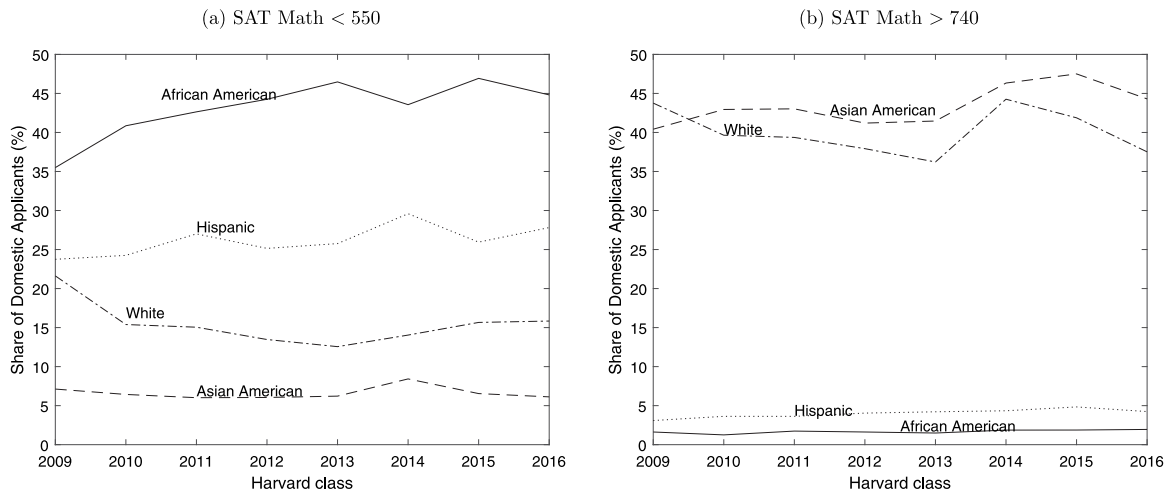 (a) SAT Math < 550
50
45
40
35
30
25
20
15
10
5
0
Share of Domestic Applicants (%)
African American
Hispanic
White
Asian American
2009 2010 2011 2012 2013 2014 2015 2016
Harvard class
(b) SAT Math > 740
50
45
40
35
30
25
20
15
10
5
0
Share of Domestic Applicants (%)
Asian American
White
Hispanic
African American
2009 2010 2011 2012 2013 2014 2015 2016
Harvard class